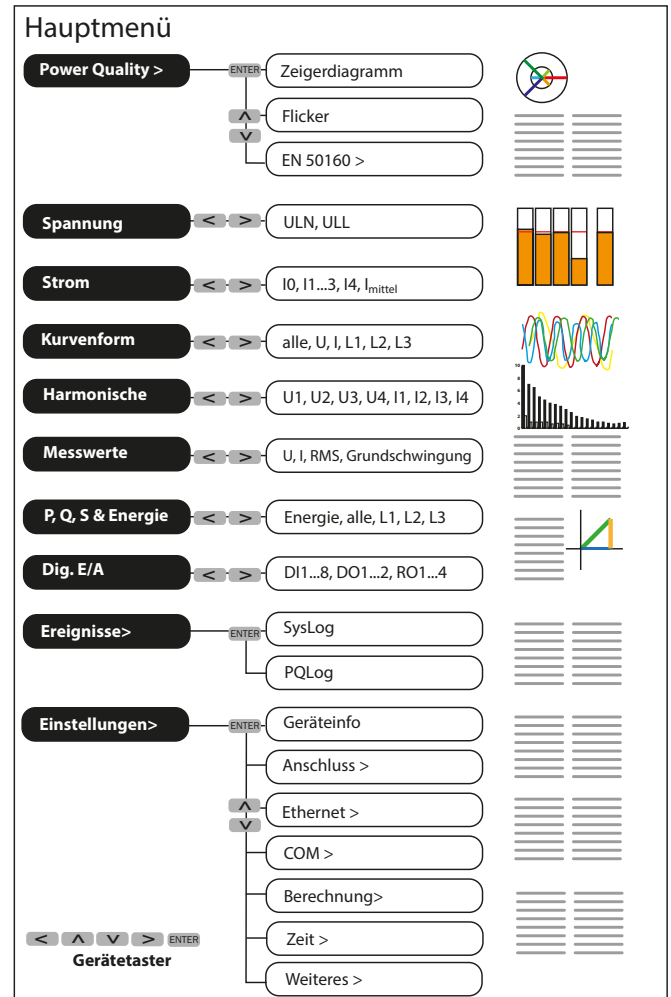 Hauptmenü
Power Quality >
ENTER
Zeigerdiagramm
Flicker
EN 50160 >
Spannung
< >
ULN, ULL
Strom
< >
I0, I1...3, I4, Imittel
Kurvenform
< >
alle, U, I, L1, L2, L3
Harmonische
< >
U1, U2, U3, U4, I1, I2, I3, I4
Messwerte
< >
U, I, RMS, Grundschwingung
P, Q, S & Energie
< >
Energie, alle, L1, L2, L3
Dig. E/A
< >
DI1...8, DO1...2, RO1...4
Ereignisse>
ENTER
SysLog
PQLog
Einstellungen>
ENTER
Geräteinfo
Anschluss >
Ethernet >
COM >
Berechnung>
Zeit >
Weiteres >
< > ENTER
Gerätetaster